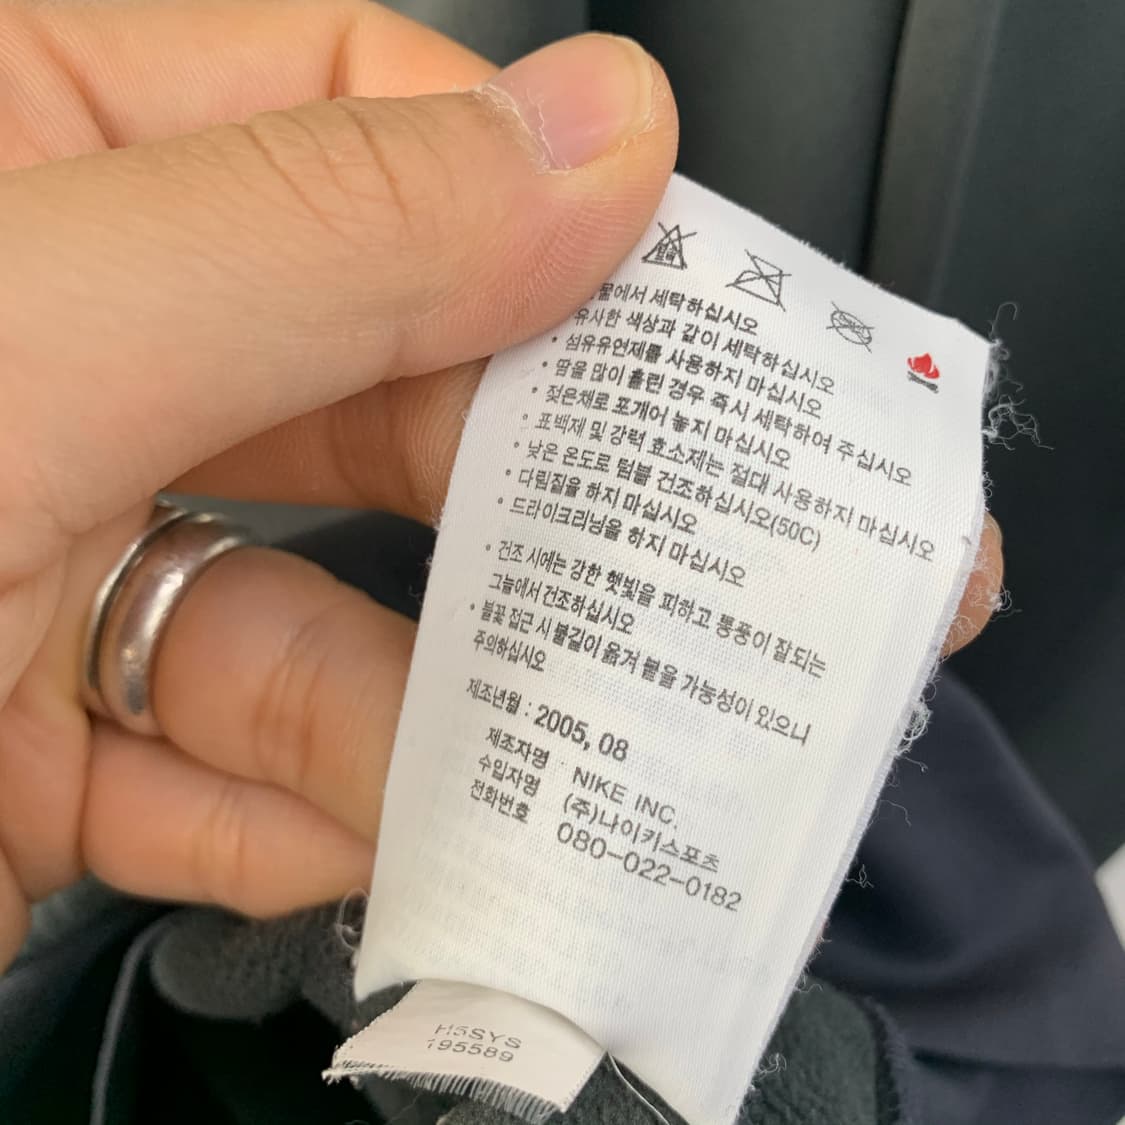 물에서 세탁하십시오
유사한 색상과 같이 세탁하십시오
• 섬유유연제를 사용하지 마십시오
• 땀을 많이 흘린 경우 즉시 세탁하여 주십시오
• 젖은채로 포개어 놓지 마십시오
• 표백제 및 강력 효소제는 절대 사용하지 마십시오
• 낮은 온도로 텀블 건조하십시오(50C)
• 다림질을 하지 마십시오
• 드라이크리닝을 하지 마십시오
• 건조 시에는 강한 햇빛을 피하고 통풍이 잘되는
그늘에서 건조하십시오
• 불꽃 접근 시 불길이 옮겨 붙을 가능성이 있으니
주의하십시오
제조년월 : 2005, 08
제조자명 : NIKE INC.
수입자명 (주)나이키스포츠
전화번호 080-022-0182
H5SYS
195589